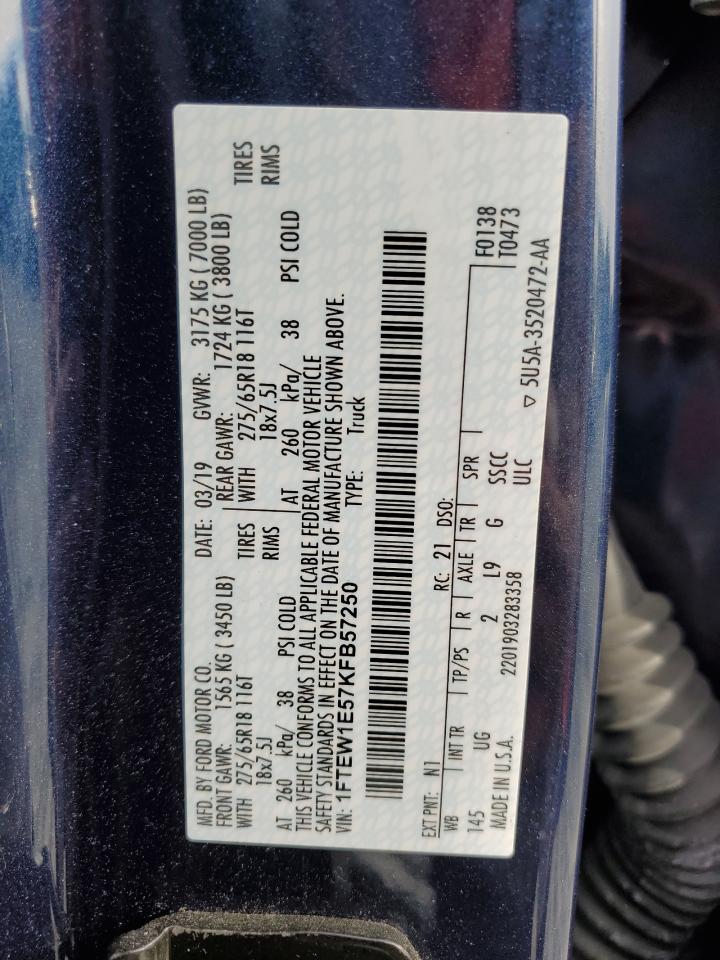 MFD. BY FORD MOTOR CO.
DATE: 03/19 GVWR: 3175 KG ( 7000 LB)
FRONT GAWR: 1565 KG ( 3450 LB) REAR GAWR: 1724 KG ( 3800 LB)
WITH 275/65R18 116T TIRES WITH 275/65R18 116T TIRES
18x7.5J RIMS 18x7.5J RIMS
AT 260 kPa/ 38 PSI COLD AT 260 kPa/ 38 PSI COLD
THIS VEHICLE CONFORMS TO ALL APPLICABLE FEDERAL MOTOR VEHICLE
SAFETY STANDARDS IN EFFECT ON THE DATE OF MANUFACTURE SHOWN ABOVE.
VIN: 1FTEW1E57KFB57250 TYPE: Truck
EXT PNT: N1 RC: 21 DSO:
WB INT TR TP/PS R AXLE TR SPR F0138
145 UG 2 L9 G SSCC T0473
MADE IN U.S.A. 2201903283358 ULC
▽ 5U5A-3520472-AA